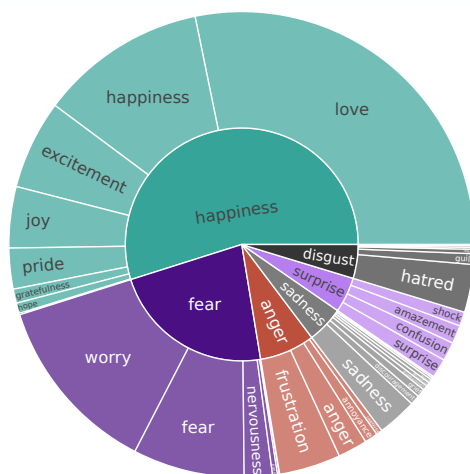 love
happiness
excitement
joy
pride
gratefulness
hope
happiness
fear
anger
sadness
surprise
disgust
worry
fear
nervousness
frustration
anger
annoyance
sadness
discouragement
surprise
confusion
amazement
shock
hatred